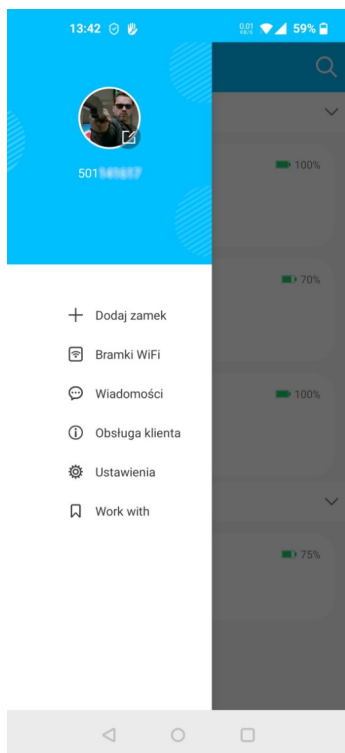 13:42
0.01
KB/S
59%
501
100%
70%
Dodaj zamek
Bramki WiFi
Wiadomości
100%
Obsługa klienta
Ustawienia
Work with
75%